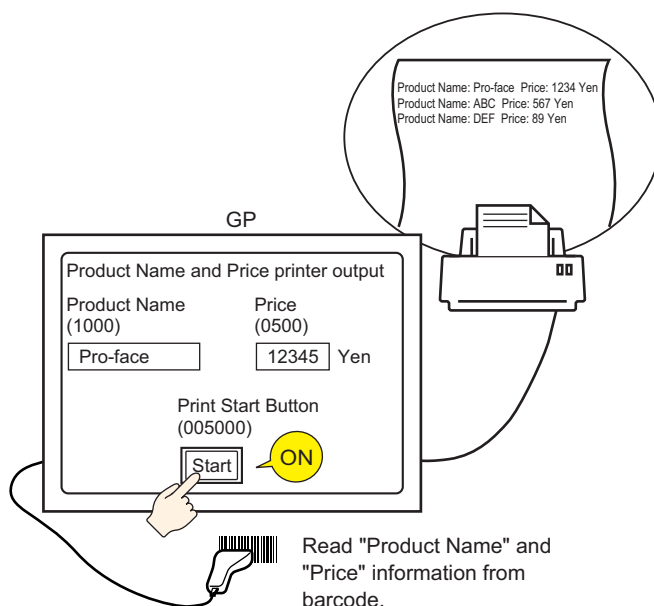 Product Name: Pro-face  Price: 1234 Yen
Product Name: ABC  Price: 567 Yen
Product Name: DEF  Price: 89 Yen
GP
Product Name and Price printer output
Product Name Price
(1000) (0500)
Pro-face 12345 Yen
Print Start Button
(005000)
Start ON
Read "Product Name" and
"Price" information from
barcode.